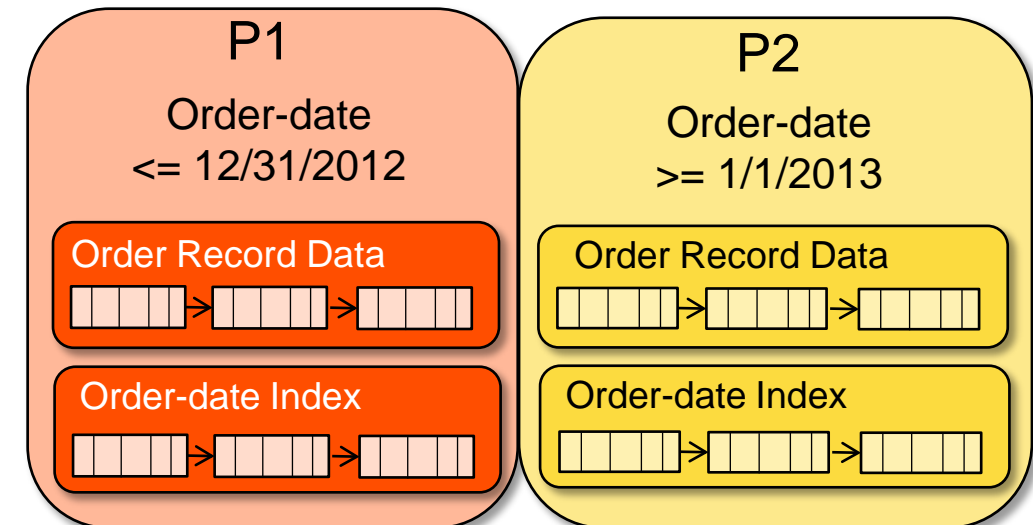 P1
Order-date
<= 12/31/2012
Order Record Data
Order-date Index
P2
Order-date
>= 1/1/2013
Order Record Data
Order-date Index